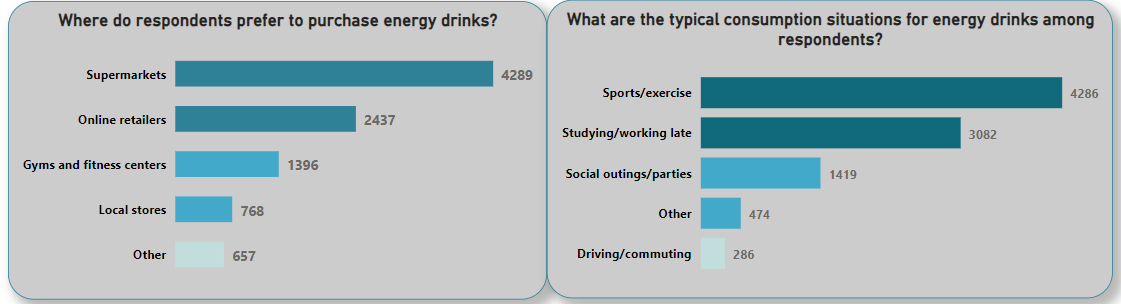 Where do respondents prefer to purchase energy drinks?
Supermarkets 4289
Online retailers 2437
Gyms and fitness centers 1396
Local stores 768
Other 657
What are the typical consumption situations for energy drinks among
respondents?
Sports/exercise 4286
Studying/working late 3082
Social outings/parties 1419
Other 474
Driving/commuting 286